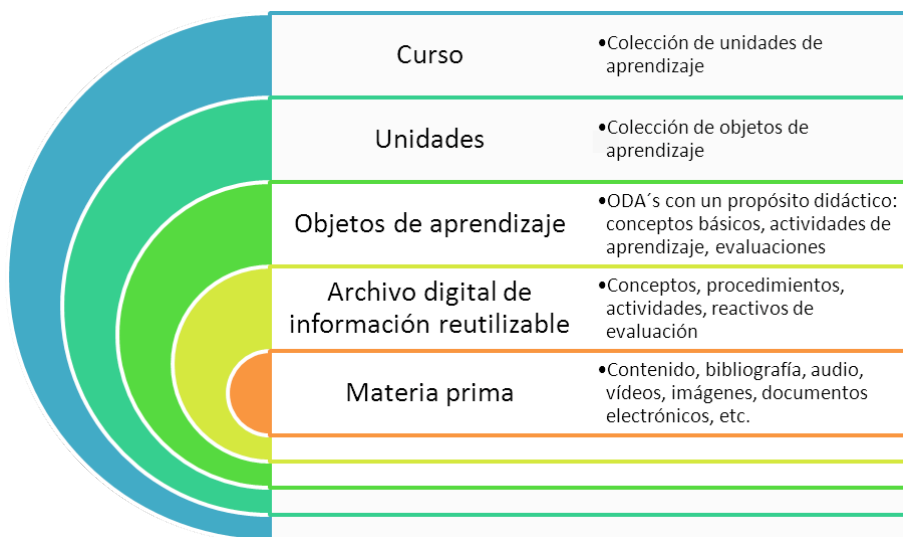 Curso
•Colección de unidades de
aprendizaje
Unidades
•Colección de objetos de
aprendizaje
Objetos de aprendizaje
•ODA´s con un propósito didáctico:
conceptos básicos, actividades de
aprendizaje, evaluaciones
Archivo digital de
información reutilizable
•Conceptos, procedimientos,
actividades, reactivos de
evaluación
Materia prima
•Contenido, bibliografía, audio,
vídeos, imágenes, documentos
electrónicos, etc.